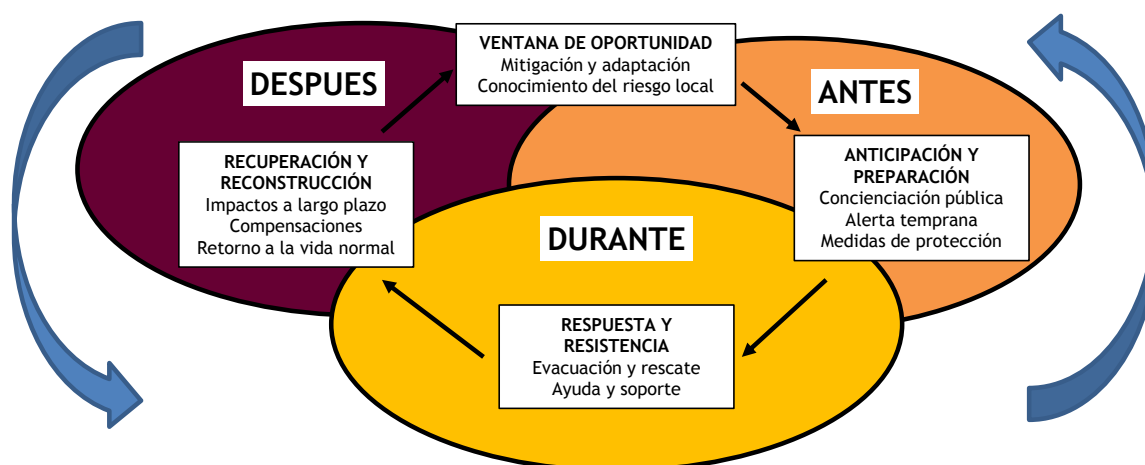 VENTANA DE OPORTUNIDAD
Mitigación y adaptación
Conocimiento del riesgo local
DESPUES
ANTES
RECUPERACIÓN Y
RECONSTRUCCIÓN
Impactos a largo plazo
Compensaciones
Retorno a la vida normal
ANTICIPACIÓN Y
PREPARACIÓN
Concienciación pública
Alerta temprana
Medidas de protección
DURANTE
RESPUESTA Y
RESISTENCIA
Evacuación y rescate
Ayuda y soporte